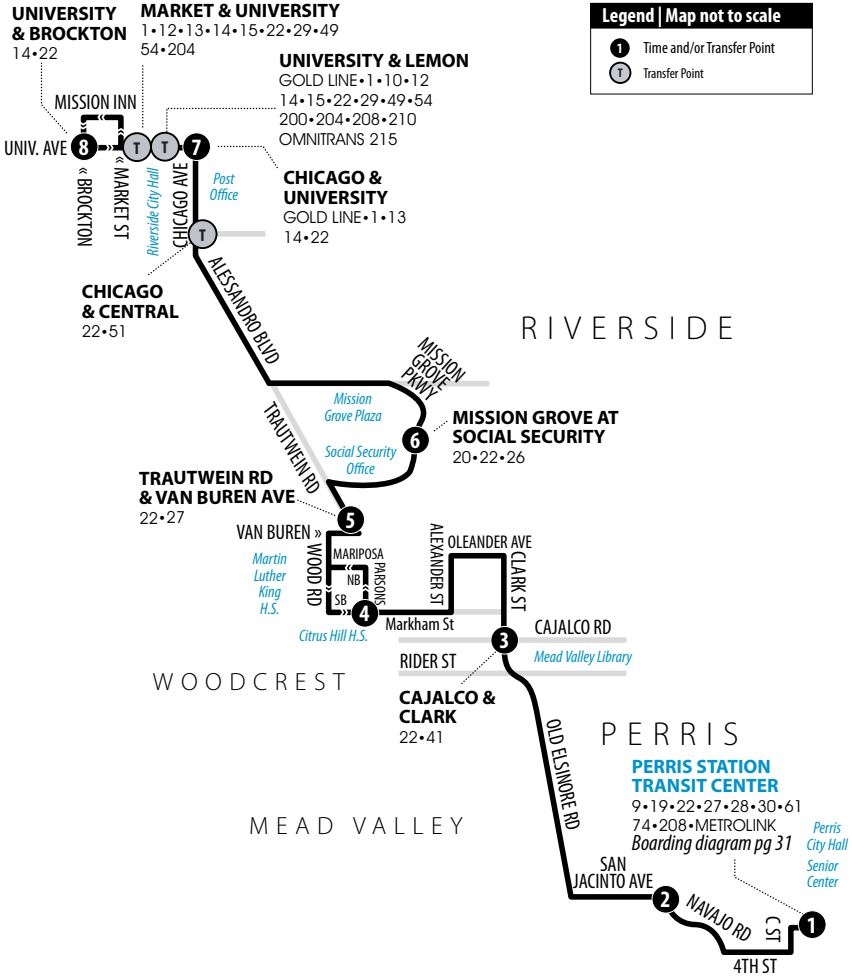 UNIVERSITY
& BROCKTON
14•22
MARKET & UNIVERSITY
1•12•13•14•15•22•29•49
54•204
UNIVERSITY & LEMON
GOLD LINE•1•10•12
14•15•22•29•49•54
200•204•208•210
OMNITRANS 215
Legend | Map not to scale
1 Time and/or Transfer Point
T Transfer Point
MISSION INN
UNIV. AVE
8
T
T
7
« BROCKTON
« MARKET ST
Riverside City Hall
CHICAGO AVE
Post
Office
CHICAGO &
UNIVERSITY
GOLD LINE•1•13
14•22
T
CHICAGO
& CENTRAL
22•51
ALESSANDRO BLVD
RIVERSIDE
MISSION
GROVE
PKWY
Mission
Grove Plaza
TRAUTWEIN RD
Social Security
Office
6
MISSION GROVE AT
SOCIAL SECURITY
20•22•26
TRAUTWEIN RD
& VAN BUREN AVE
22•27
5
VAN BUREN »
WOOD RD
MARIPOSA
NB
PARSONS
SB
4
Martin
Luther
King
H.S.
Citrus Hill H.S.
Markham St
ALEXANDER ST
OLEANDER AVE
CLARK ST
3
CAJALCO RD
RIDER ST
Mead Valley Library
WOODCREST
CAJALCO &
CLARK
22•41
OLD ELSINORE RD
PERRIS
PERRIS STATION
TRANSIT CENTER
9•19•22•27•28•30•61
74•208•METROLINK
Boarding diagram pg 31
Perris
City Hall
Senior
Center
MEAD VALLEY
SAN
JACINTO AVE
2
NAVAJO RD
C ST
1
4TH ST